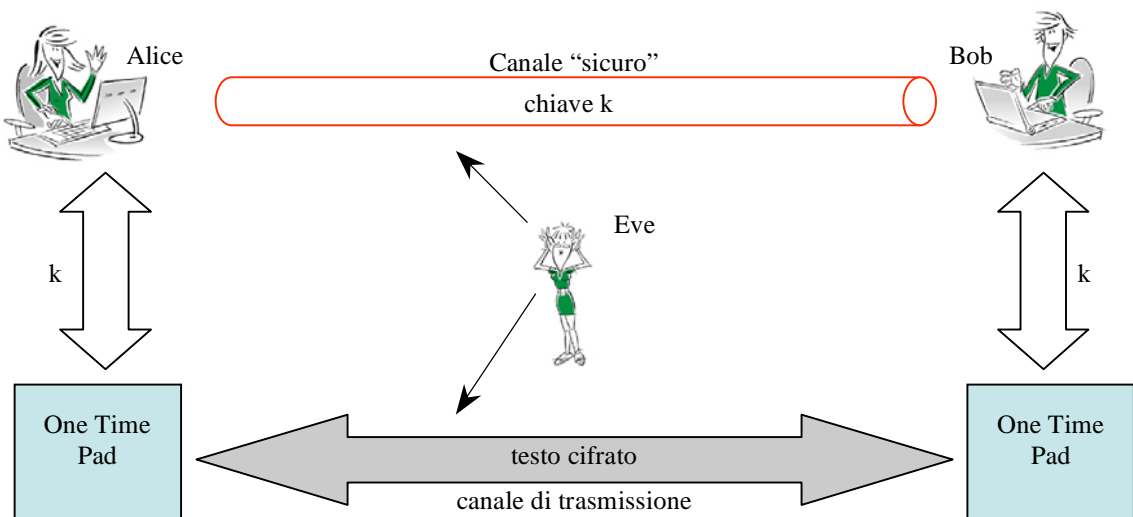 Alice
Canale “sicuro”
Bob
chiave k
Eve
k
k
One Time
Pad
One Time
Pad
testo cifrato
canale di trasmissione